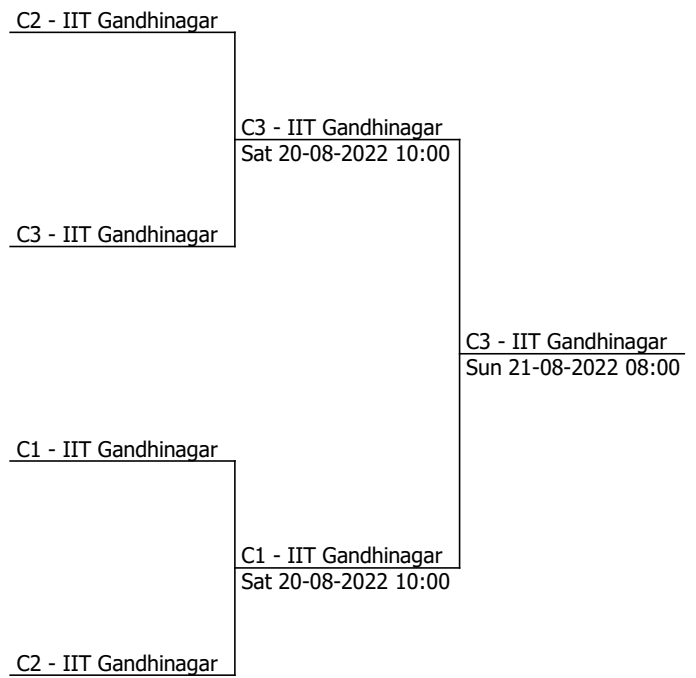 C2 - IIT Gandhinagar
C3 - IIT Gandhinagar
Sat 20-08-2022 10:00
C3 - IIT Gandhinagar
C3 - IIT Gandhinagar
Sun 21-08-2022 08:00
C1 - IIT Gandhinagar
C1 - IIT Gandhinagar
Sat 20-08-2022 10:00
C2 - IIT Gandhinagar